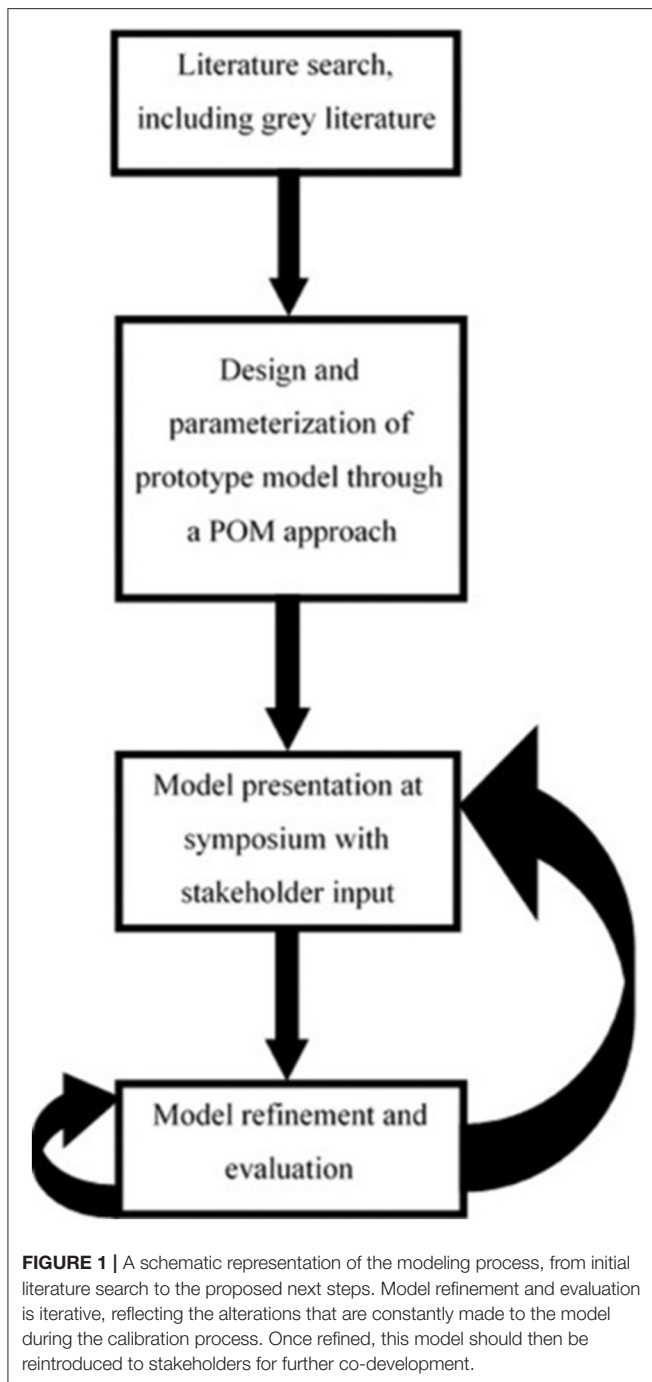 Literature search,
including grey literature
Design and
parameterization of
prototype model through
a POM approach
Model presentation at
symposium with
stakeholder input
Model refinement and
evaluation
FIGURE 1 | A schematic representation of the modeling process, from initial
literature search to the proposed next steps. Model refinement and evaluation
is iterative, reflecting the alterations that are constantly made to the model
during the calibration process. Once refined, this model should then be
reintroduced to stakeholders for further co-development.